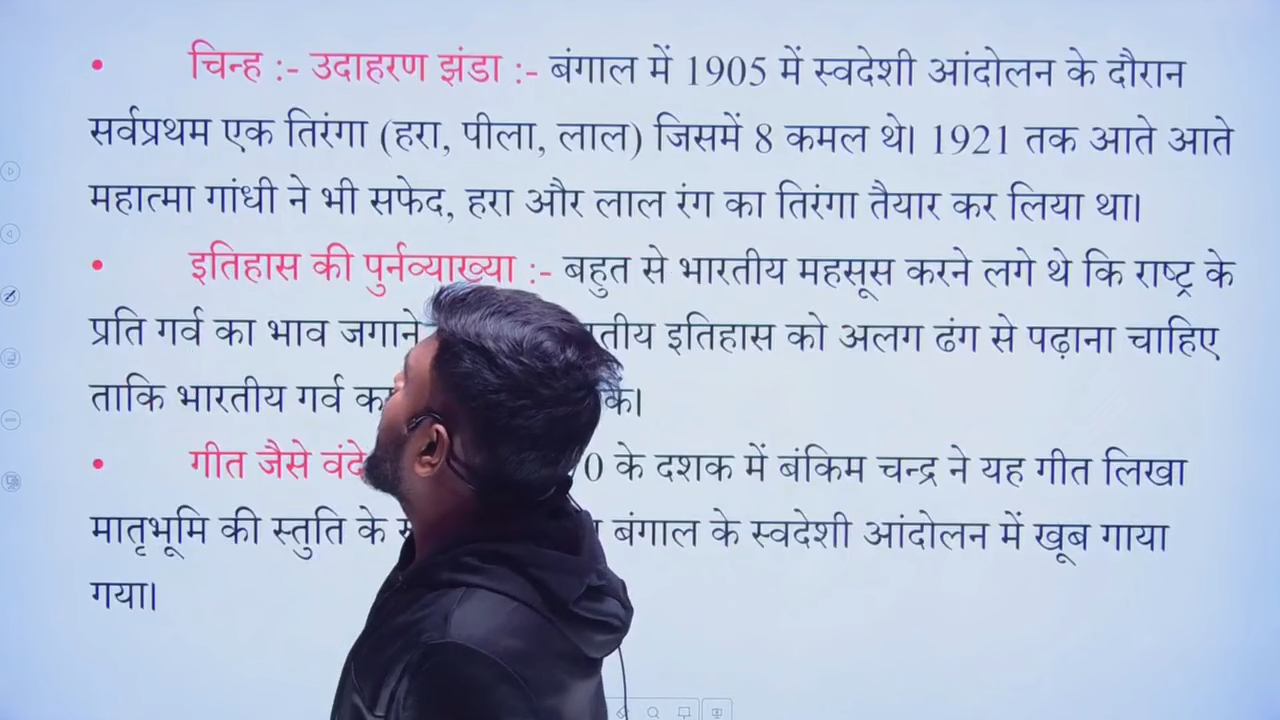 • चिन्ह :- उदाहरण झंडा :- बंगाल में 1905 में स्वदेशी आंदोलन के दौरान
सर्वप्रथम एक तिरंगा (हरा, पीला, लाल) जिसमें 8 कमल थे। 1921 तक आते आते
महात्मा गांधी ने भी सफेद, हरा और लाल रंग का तिरंगा तैयार कर लिया था।
• इतिहास की पुर्नव्याख्या :- बहुत से भारतीय महसूस करने लगे थे कि राष्ट्र के
प्रति गर्व का भाव जगाने इतिहास को अलग ढंग से पढ़ाना चाहिए
ताकि भारतीय गर्व
• गीत जैसे के दशक में बंकिम चन्द्र ने यह गीत लिखा
मातृभूमि की स्तुति के बंगाल के स्वदेशी आंदोलन में खूब गाया
गया।